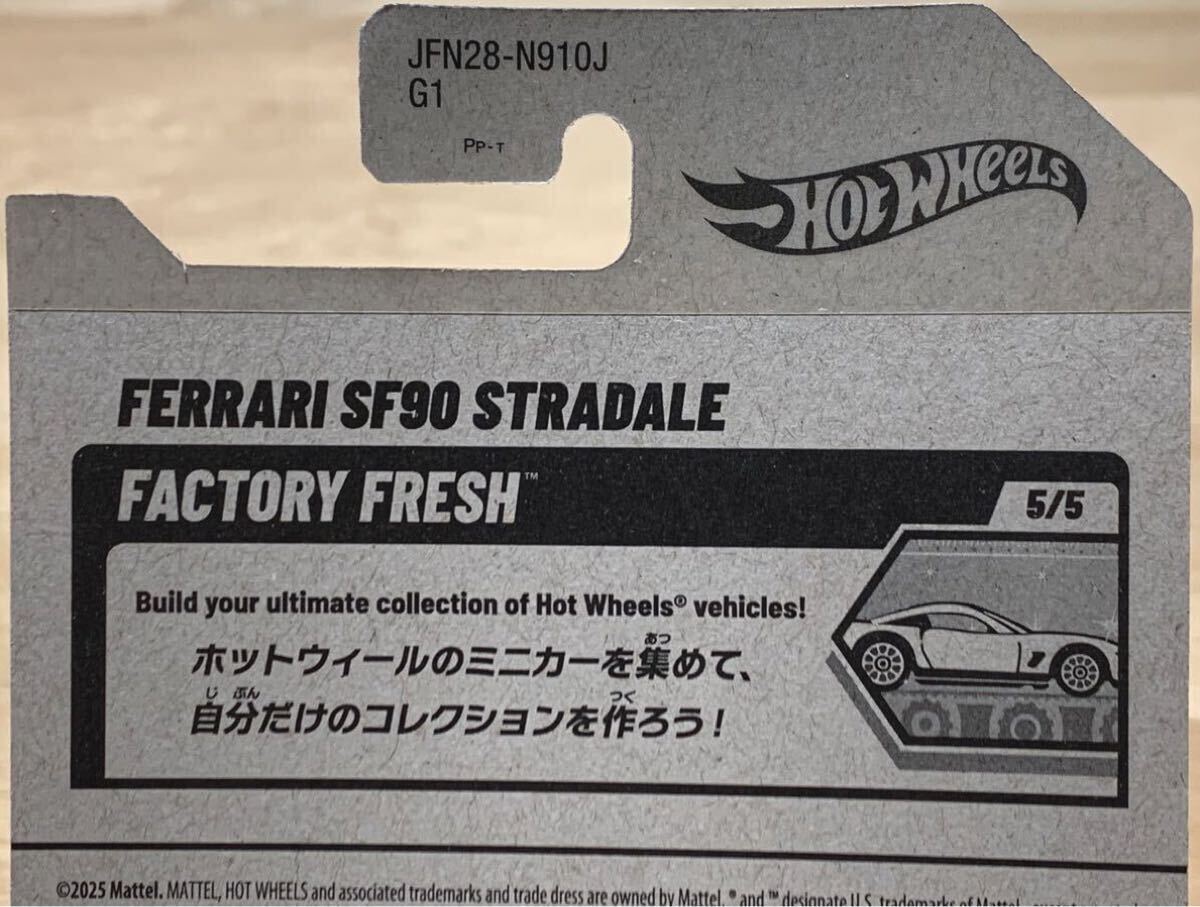 JFN28-N910J
G1
PP-T
HOT WHEELS
FERRARI SF90 STRADALE
FACTORY FRESH™
5/5
Build your ultimate collection of Hot Wheels® vehicles!
ホットウィールのミニカーを集めて、
あつ
自分だけのコレクションを作ろう！
じ ぶん つく
©2025 Mattel. MATTEL, HOT WHEELS and associated trademarks and trade dress are owned by Mattel. ® and ™ designate U.S. trademarks of Mattel